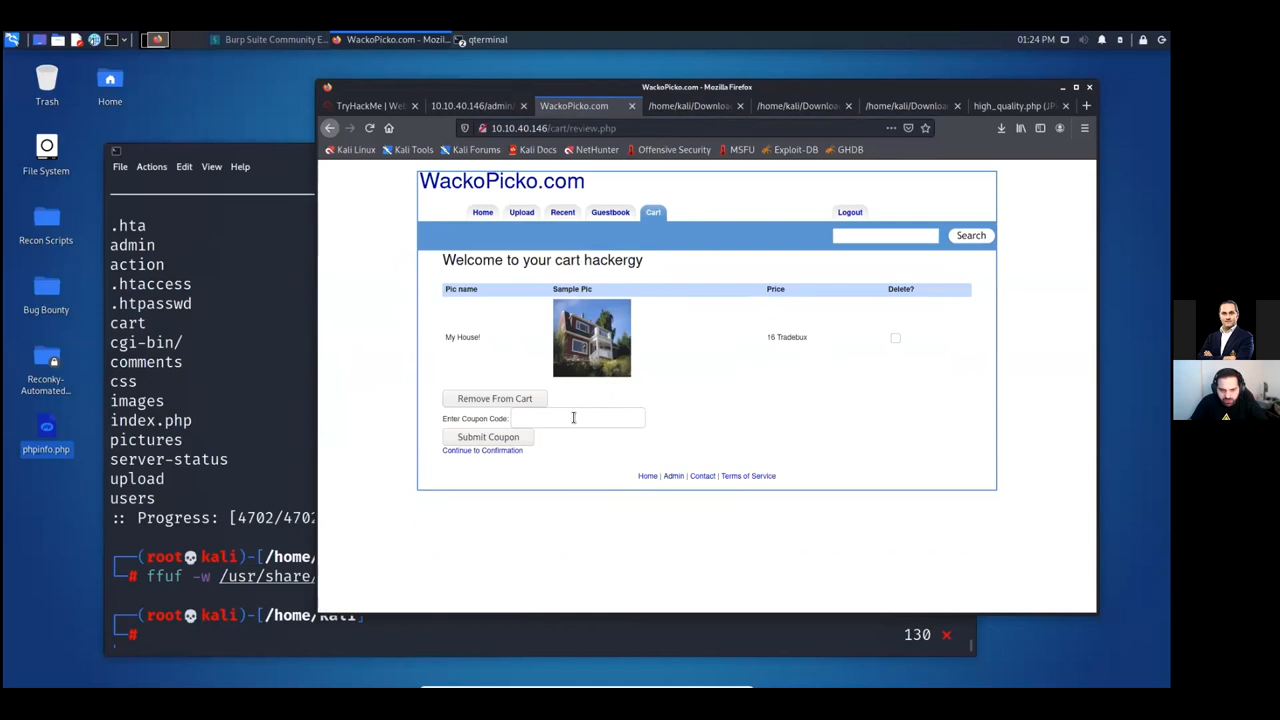 Burp Suite Community E...
WackoPicko.com - Mozil...
qterminal
01:24 PM
Trash
Home
File System
Recon Scripts
Bug Bounty
Reconky-
Automated...
phpinfo.php
WackoPicko.com - Mozilla Firefox
TryHackMe | We
10.10.40.146/admin/
WackoPicko.com
/home/kali/Downloa
/home/kali/Downloa
/home/kali/Downloa
high_quality.php (JP
10.10.40.146/cart/review.php
Kali Linux
Kali Tools
Kali Forums
Kali Docs
NetHunter
Offensive Security
MSFU
Exploit-DB
GHDB
File Actions Edit View Help
.hta
admin
action
.htaccess
.htpasswd
cart
cgi-bin/
comments
css
images
index.php
pictures
server-status
upload
users
:: Progress: [4702/4702
(root💀kali)-[/home/
# ffuf -w /usr/share/
(root💀kali)-[/home/kali]
#
130 ✗
WackoPicko.com
Home Upload Recent Guestbook Cart Logout
Search
Welcome to your cart hackergy
Pic name Sample Pic Price Delete?
My House! 16 Tradebux
Remove From Cart
Enter Coupon Code:
Submit Coupon
Continue to Confirmation
Home | Admin | Contact | Terms of Service